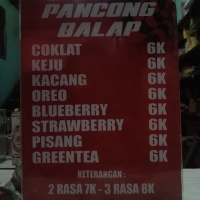 PANCONG
BALAP
COKLAT 6K
KEJU 6K
KACANG 6K
OREO 6K
BLUEBERRY 6K
STRAWBERRY 6K
PISANG 6K
GREENTEA 6K
KETERANGAN :
2 RASA 7K - 3 RASA 8K